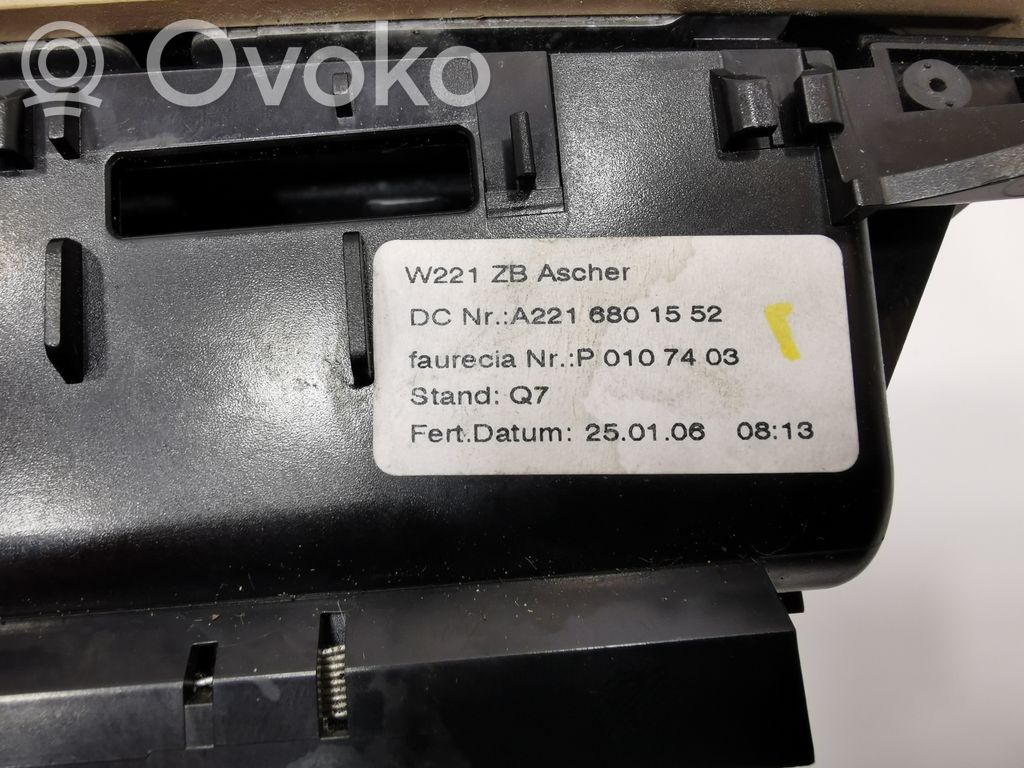 Ovoko
W221 ZB Ascher
DC Nr.:A221 680 15 52
faurecia Nr.:P 010 74 03
Stand: Q7
Fert.Datum: 25.01.06 08:13